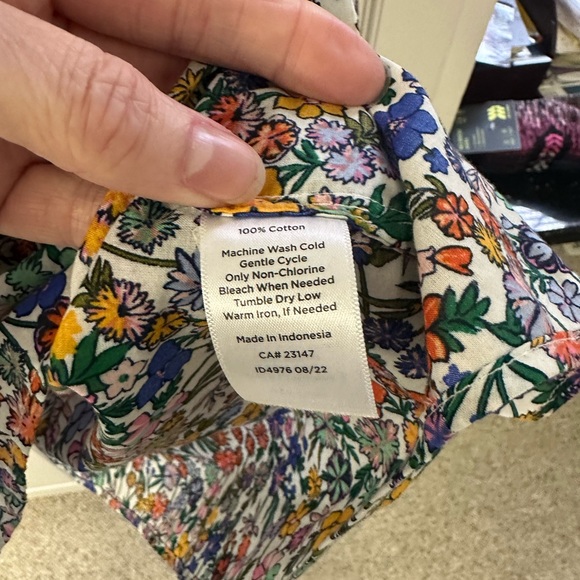 100% Cotton
Machine Wash Cold
Gentle Cycle
Only Non-Chlorine
Bleach When Needed
Tumble Dry Low
Warm Iron, If Needed
Made in Indonesia
CA# 23147
ID4976 08/22